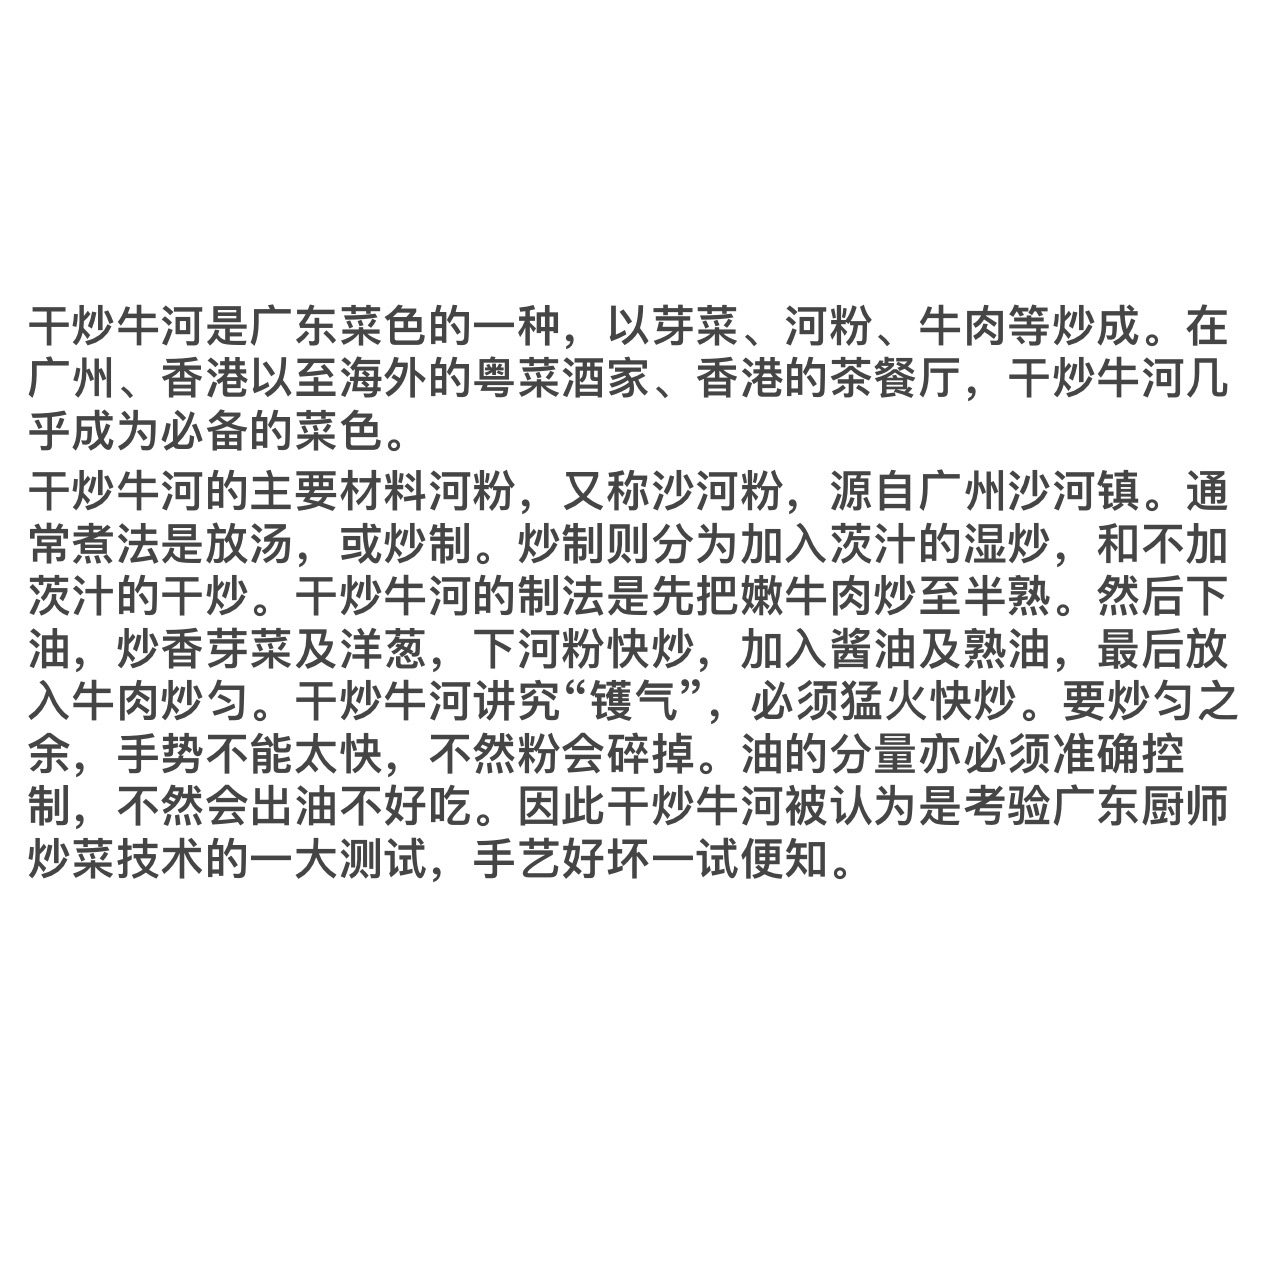 干炒牛河是广东菜色的一种，以芽菜、河粉、牛肉等炒成。在
广州、香港以至海外的粤菜酒家、香港的茶餐厅，干炒牛河几
乎成为必备的菜色。
干炒牛河的主要材料河粉，又称沙河粉，源自广州沙河镇。通
常煮法是放汤，或炒制。炒制则分为加入茨汁的湿炒，和不加
茨汁的干炒。干炒牛河的制法是先把嫩牛肉炒至半熟。然后下
油，炒香芽菜及洋葱，下河粉快炒，加入酱油及熟油，最后放
入牛肉炒匀。干炒牛河讲究“镬气”，必须猛火快炒。要炒匀之
余，手势不能太快，不然粉会碎掉。油的分量亦必须准确控
制，不然会出油不好吃。因此干炒牛河被认为是考验广东厨师
炒菜技术的一大测试，手艺好坏一试便知。